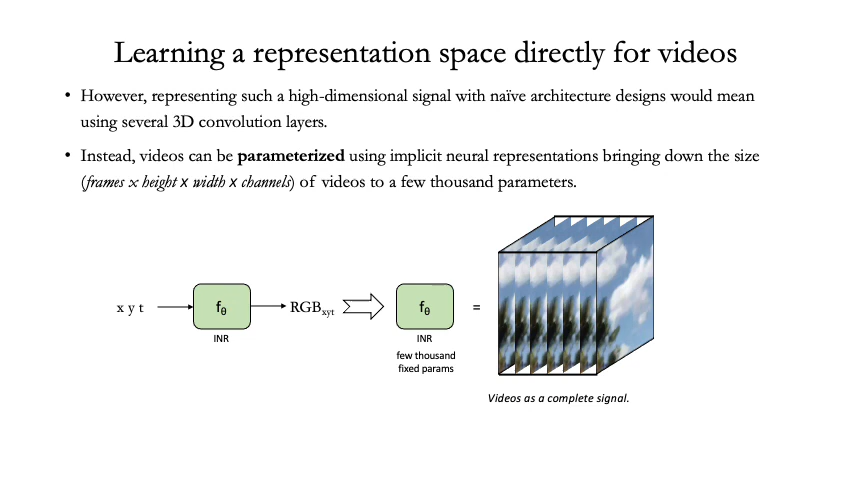 Learning a representation space directly for videos
• However, representing such a high-dimensional signal with naïve architecture designs would mean
using several 3D convolution layers.
• Instead, videos can be parameterized using implicit neural representations bringing down the size
(frames x height x width x channels) of videos to a few thousand parameters.
x y t
fθ
INR
RGBxyt
fθ
INR
few thousand
fixed params
=
Videos as a complete signal.